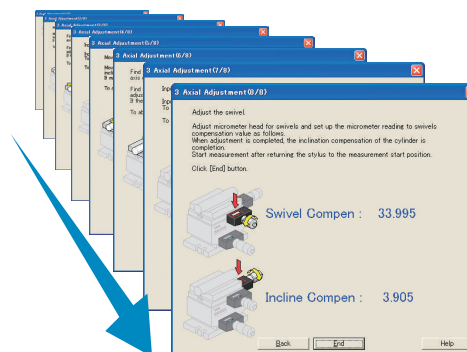 3 Axial Adjustment(4/8)
3 Axial Adjustment(5/8)
3 Axial Adjustment(6/8)
3 Axial Adjustment(7/8)
3 Axial Adjustment(8/8)
Adjust the swivel.
Adjust micrometer head for swivels and set up the micrometer reading to swivels
compensation value as follows.
When adjustment is completed, the inclination compensation of the cylinder is
completion.
Start measurement after returning the stylus to the measurement start position.
Click [End] button.
Swivel Compen : 33.995
Incline Compen : 3.905
Back End Help